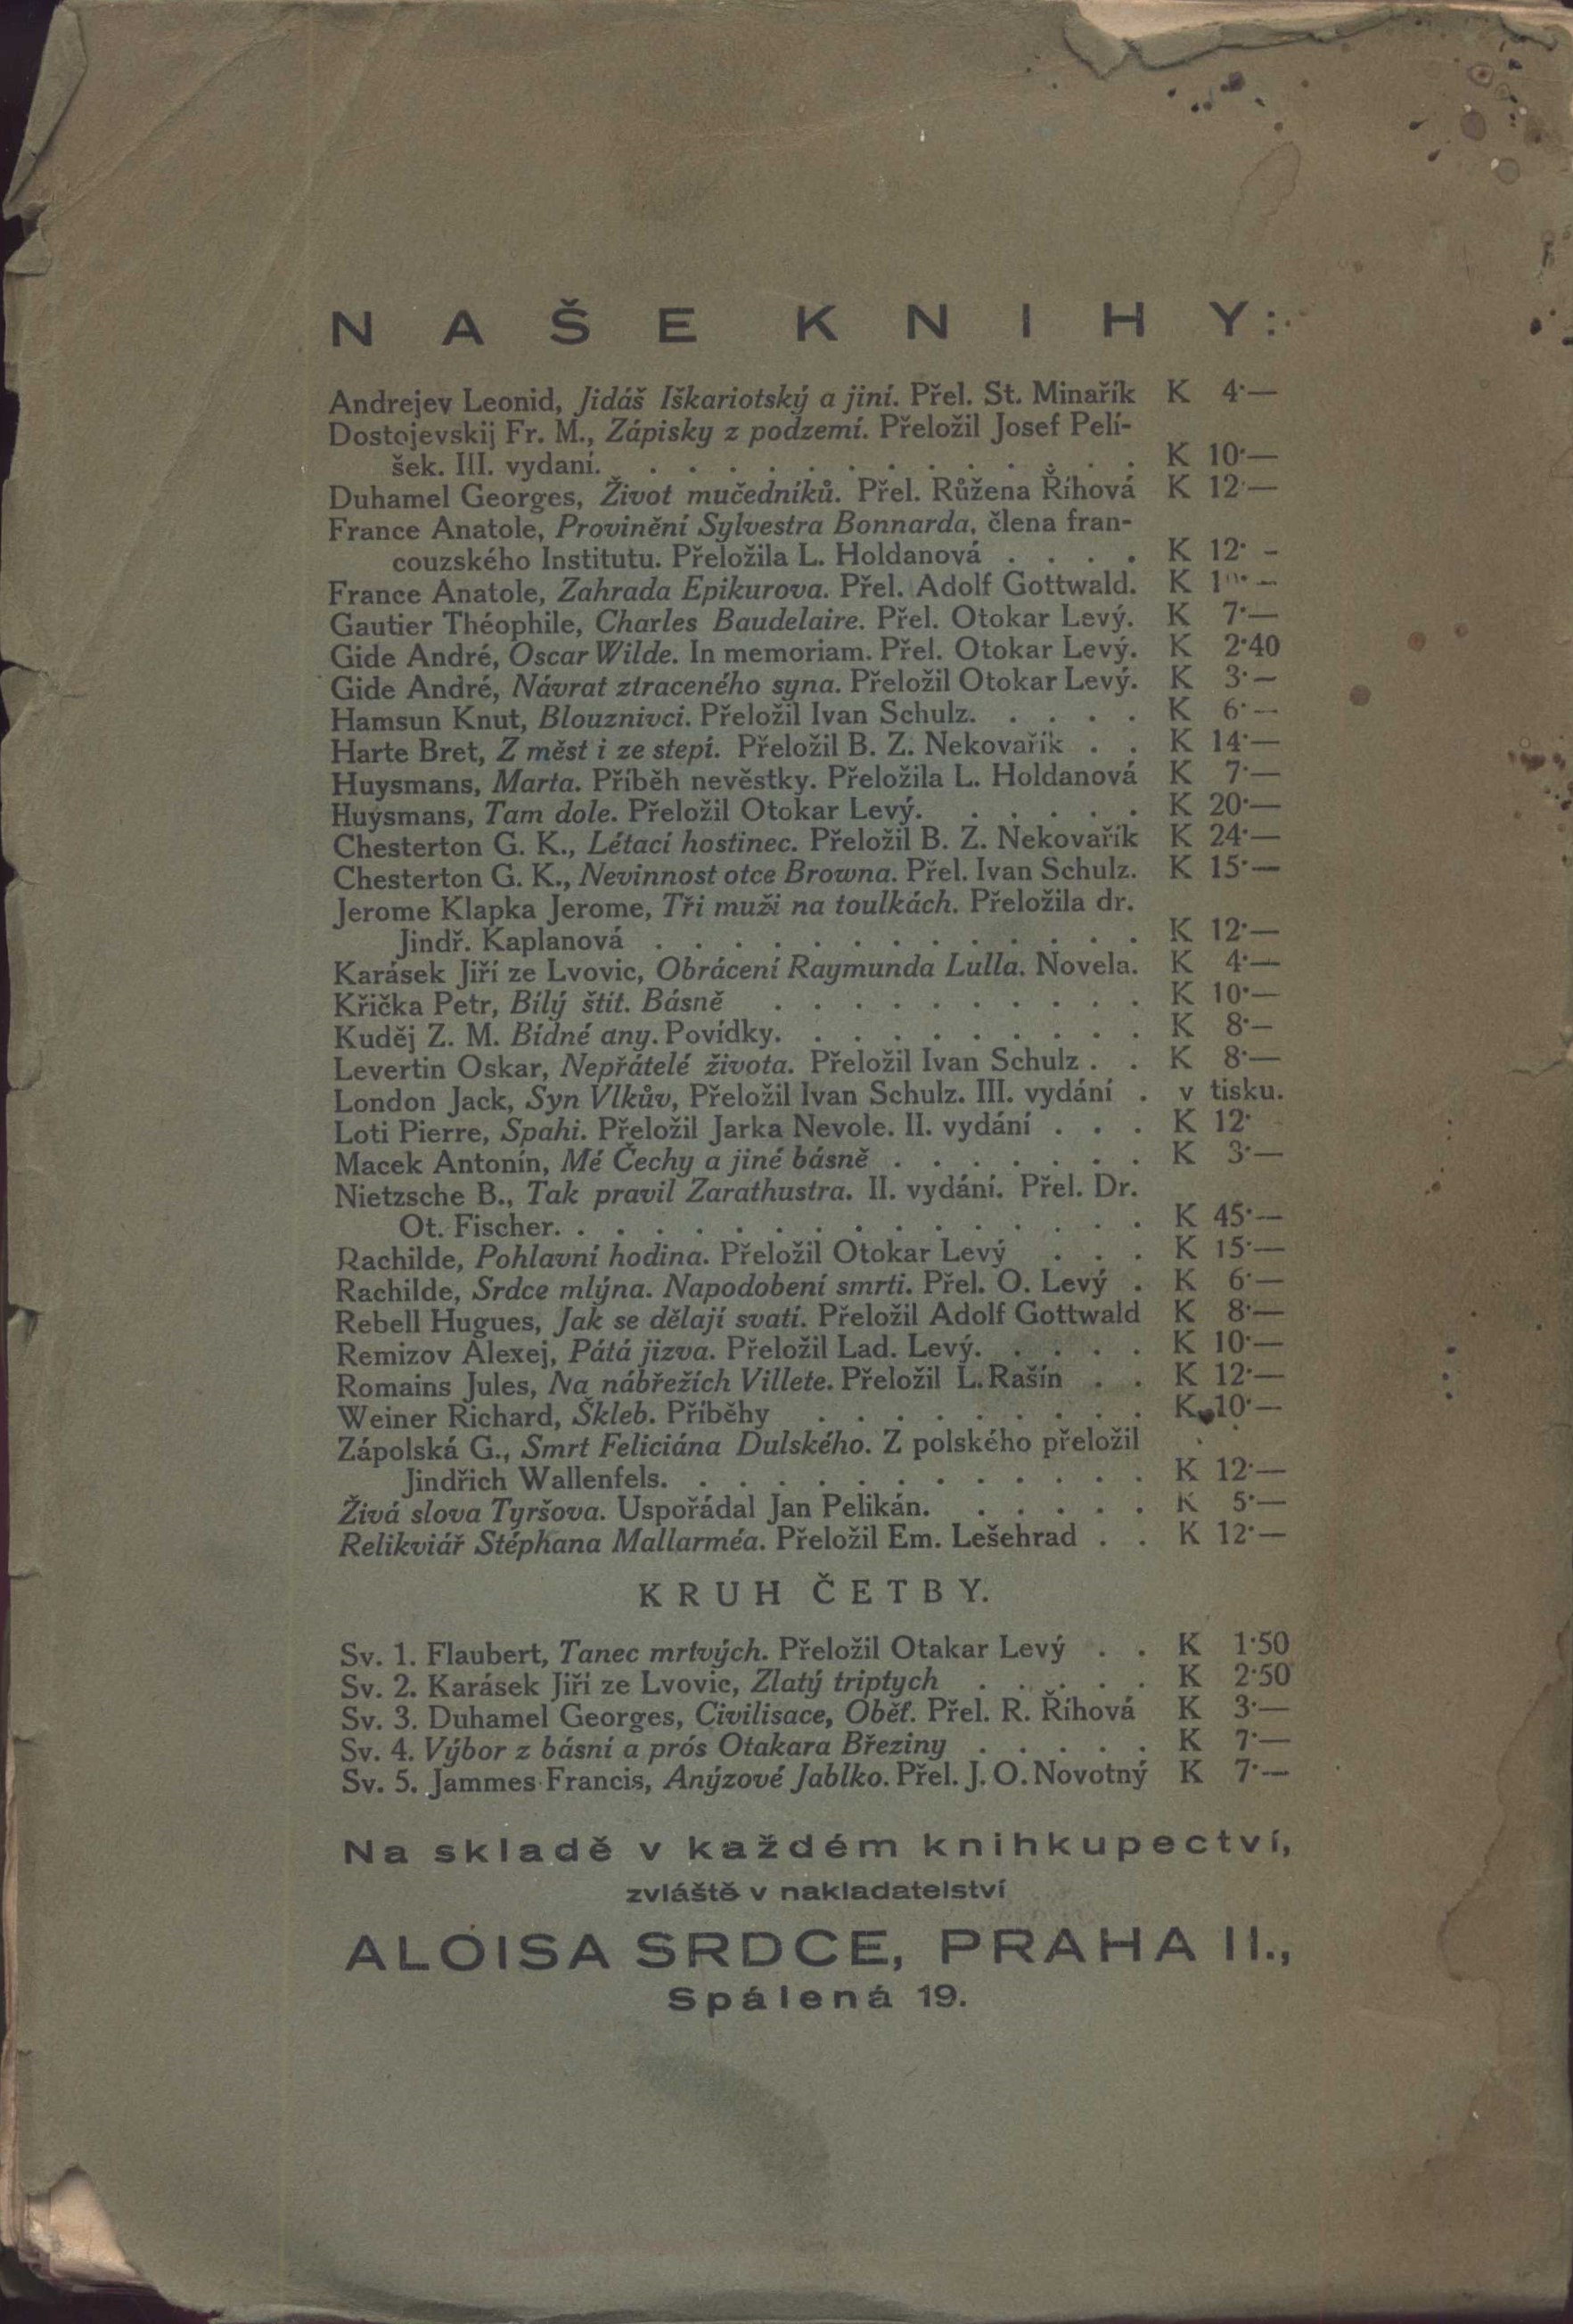 NAŠE KNIHY:
Andrejev Leonid, Jidáš Iškariotský a jiní. Přel. St. Minařík K 4·—
Dostojevskij Fr. M., Zápisky z podzemí. Přeložil Josef Pelí-
šek. III. vydaní. . . . . . . . . . . . . . K 10·—
Duhamel Georges, Život mučedníků. Přel. Růžena Říhová K 12·—
France Anatole, Provinění Sylvestra Bonnarda, člena fran-
couzského Institutu. Přeložila L. Holdanová . . . . K 12· -
France Anatole, Zahrada Epikurova. Přel. Adolf Gottwald. K
Gautier Théophile, Charles Baudelaire. Přel. Otokar Levý. K 7·—
Gide André, Oscar Wilde. In memoriam. Přel. Otokar Levý. K 2·40
Gide André, Návrat ztraceného syna. Přeložil Otokar Levý. K 3·—
Hamsun Knut, Blouznivci. Přeložil Ivan Schulz. . . . . K 6·—
Harte Bret, Z měst i ze stepí. Přeložil B. Z. Nekovařík . . K 14·—
Huysmans, Marta. Příběh nevěstky. Přeložila L. Holdanová K 7·—
Huysmans, Tam dole. Přeložil Otokar Levý. . . . . . K 20·—
Chesterton G. K., Létací hostinec. Přeložil B. Z. Nekovařík K 24·—
Chesterton G. K., Nevinnost otce Browna. Přel. Ivan Schulz. K 15·—
Jerome Klapka Jerome, Tři muži na toulkách. Přeložila dr.
Jindř. Kaplanová . . . . . . . . . . . . . K 12·—
Karásek Jiří ze Lvovic, Obrácení Raymunda Lulla. Novela. K 4·—
Křička Petr, Bílý štít. Básně . . . . . . . . . . K 10·—
Kuděj Z. M. Bídné any. Povídky. . . . . . . . . . K 8·—
Levertin Oskar, Nepřátelé života. Přeložil Ivan Schulz . . K 8·—
London Jack, Syn Vlkův, Přeložil Ivan Schulz. III. vydání . v tisku.
Loti Pierre, Spahi. Přeložil Jarka Nevole. II. vydání . . . K 12·
Macek Antonín, Mé Čechy a jiné básně . . . . . . . K 3·—
Nietzsche B., Tak pravil Zarathustra. II. vydání. Přel. Dr.
Ot. Fischer. . . . . . . . . . . . . . . . K 45·—
Rachilde, Pohlavní hodina. Přeložil Otokar Levý . . . K 15·—
Rachilde, Srdce mlýna. Napodobení smrti. Přel. O. Levý . K 6·—
Rebell Hugues, Jak se dělají svatí. Přeložil Adolf Gottwald K 8·—
Remizov Alexej, Pátá jizva. Přeložil Lad. Levý. . . . . K 10·—
Romains Jules, Na nábřežích Villete. Přeložil L. Rašín . . K 12·—
Weiner Richard, Škleb. Příběhy . . . . . . . . . K 10·—
Zápolská G., Smrt Feliciána Dulského. Z polského přeložil
Jindřich Wallenfels. . . . . . . . . . . . . K 12·—
Živá slova Tyršova. Uspořádal Jan Pelikán. . . . . . K 5·—
Relikviář Stéphana Mallarméa. Přeložil Em. Lešehrad . . K 12·—
KRUH ČETBY.
Sv. 1. Flaubert, Tanec mrtvých. Přeložil Otakar Levý . . K 1·50
Sv. 2. Karásek Jiří ze Lvovic, Zlatý triptych . . . . . K 2·50
Sv. 3. Duhamel Georges, Civilisace, Oběť. Přel. R. Říhová K 3·—
Sv. 4. Výbor z básní a prós Otakara Březiny . . . . . K 7·—
Sv. 5. Jammes Francis, Anýzové Jablko. Přel. J. O. Novotný K 7·—
Na skladě v každém knihkupectví,
zvláště v nakladatelství
ALOISA SRDCE, PRAHA II.,
Spálená 19.